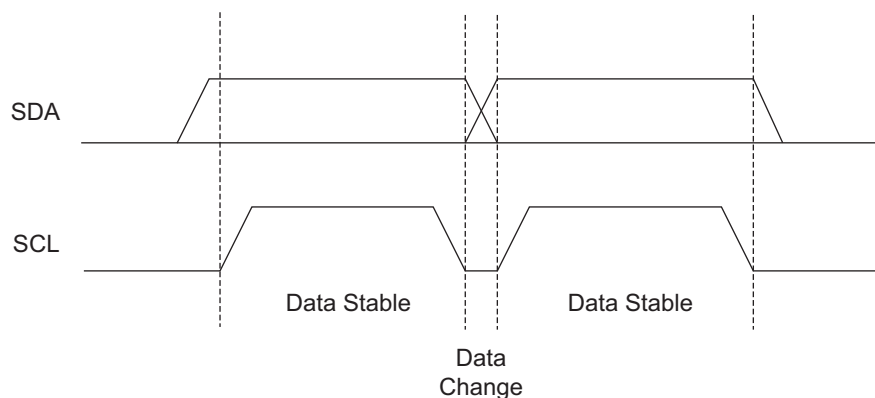 SDA
SCL
Data Stable
Data Stable
Data
Change